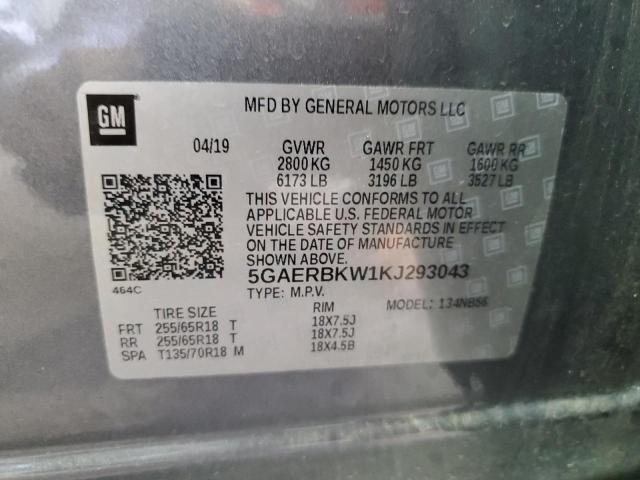 GM
MFD BY GENERAL MOTORS LLC
04/19 GVWR GAWR FRT GAWR RR
2800 KG 1450 KG 1600 KG
6173 LB 3196 LB 3527 LB
THIS VEHICLE CONFORMS TO ALL
APPLICABLE U.S. FEDERAL MOTOR
VEHICLE SAFETY STANDARDS IN EFFECT
ON THE DATE OF MANUFACTURE
SHOWN ABOVE.
464C
5GAERBKW1KJ293043
TYPE: M.P.V. MODEL: 134NB56
TIRE SIZE RIM
FRT 255/65R18 T 18X7.5J
RR 255/65R18 T 18X7.5J
SPA T135/70R18 M 18X4.5B